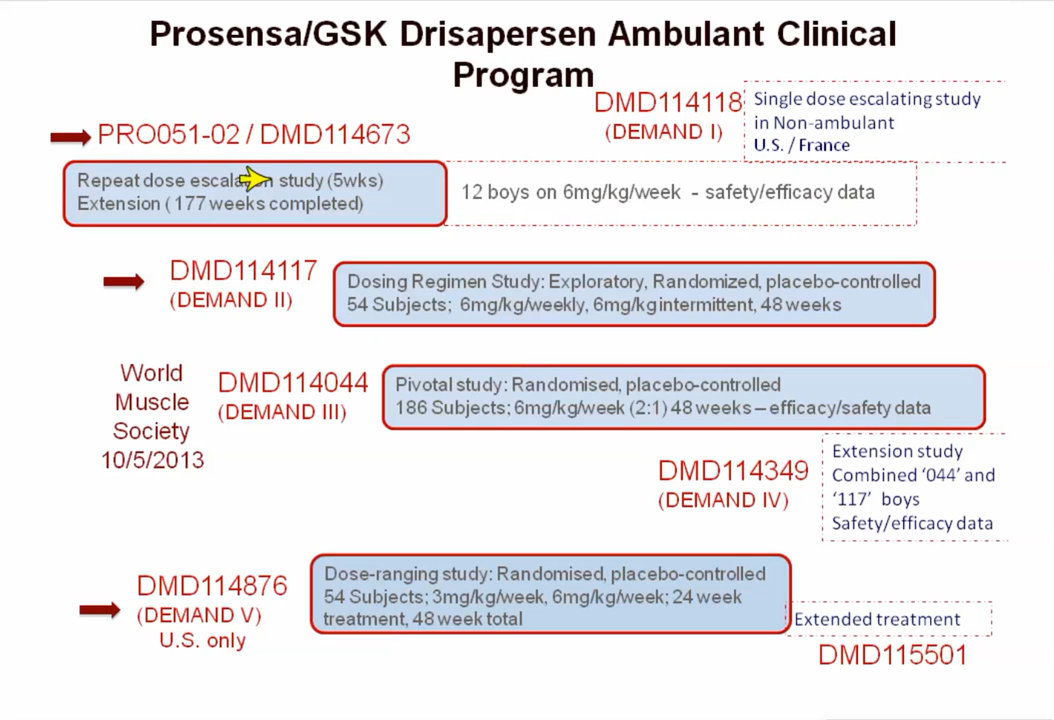 Prosensa/GSK Drisapersen Ambulant Clinical
Program
DMD114118
(DEMAND I)
Single dose escalating study
in Non-ambulant
U.S. / France
PRO051-02 / DMD114673
Repeat dose study (5wks)
Extension ( 177 weeks completed)
12 boys on 6mg/kg/week - safety/efficacy data
DMD114117
(DEMAND II)
Dosing Regimen Study: Exploratory, Randomized, placebo-controlled
54 Subjects; 6mg/kg/weekly, 6mg/kg intermittent, 48 weeks
World
Muscle
Society
10/5/2013
DMD114044
(DEMAND III)
Pivotal study: Randomised, placebo-controlled
186 Subjects; 6mg/kg/week (2:1) 48 weeks – efficacy/safety data
DMD114349
(DEMAND IV)
Extension study
Combined ‘044’ and
‘117’ boys
Safety/efficacy data
DMD114876
(DEMAND V)
U.S. only
Dose-ranging study: Randomised, placebo-controlled
54 Subjects; 3mg/kg/week, 6mg/kg/week; 24 week
treatment, 48 week total
Extended treatment
DMD115501